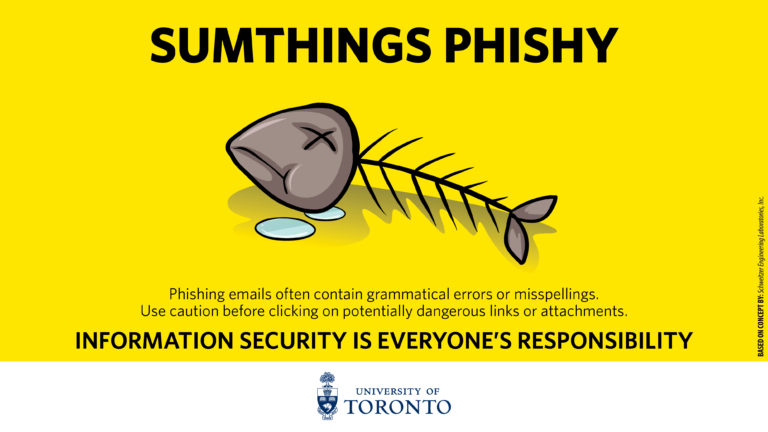 SUMTHINGS PHISHY
Phishing emails often contain grammatical errors or misspellings.
Use caution before clicking on potentially dangerous links or attachments.
INFORMATION SECURITY IS EVERYONE'S RESPONSIBILITY
BASED ON CONCEPT BY: Schweitzer Engineering Laboratories, Inc.
UNIVERSITY OF
TORONTO